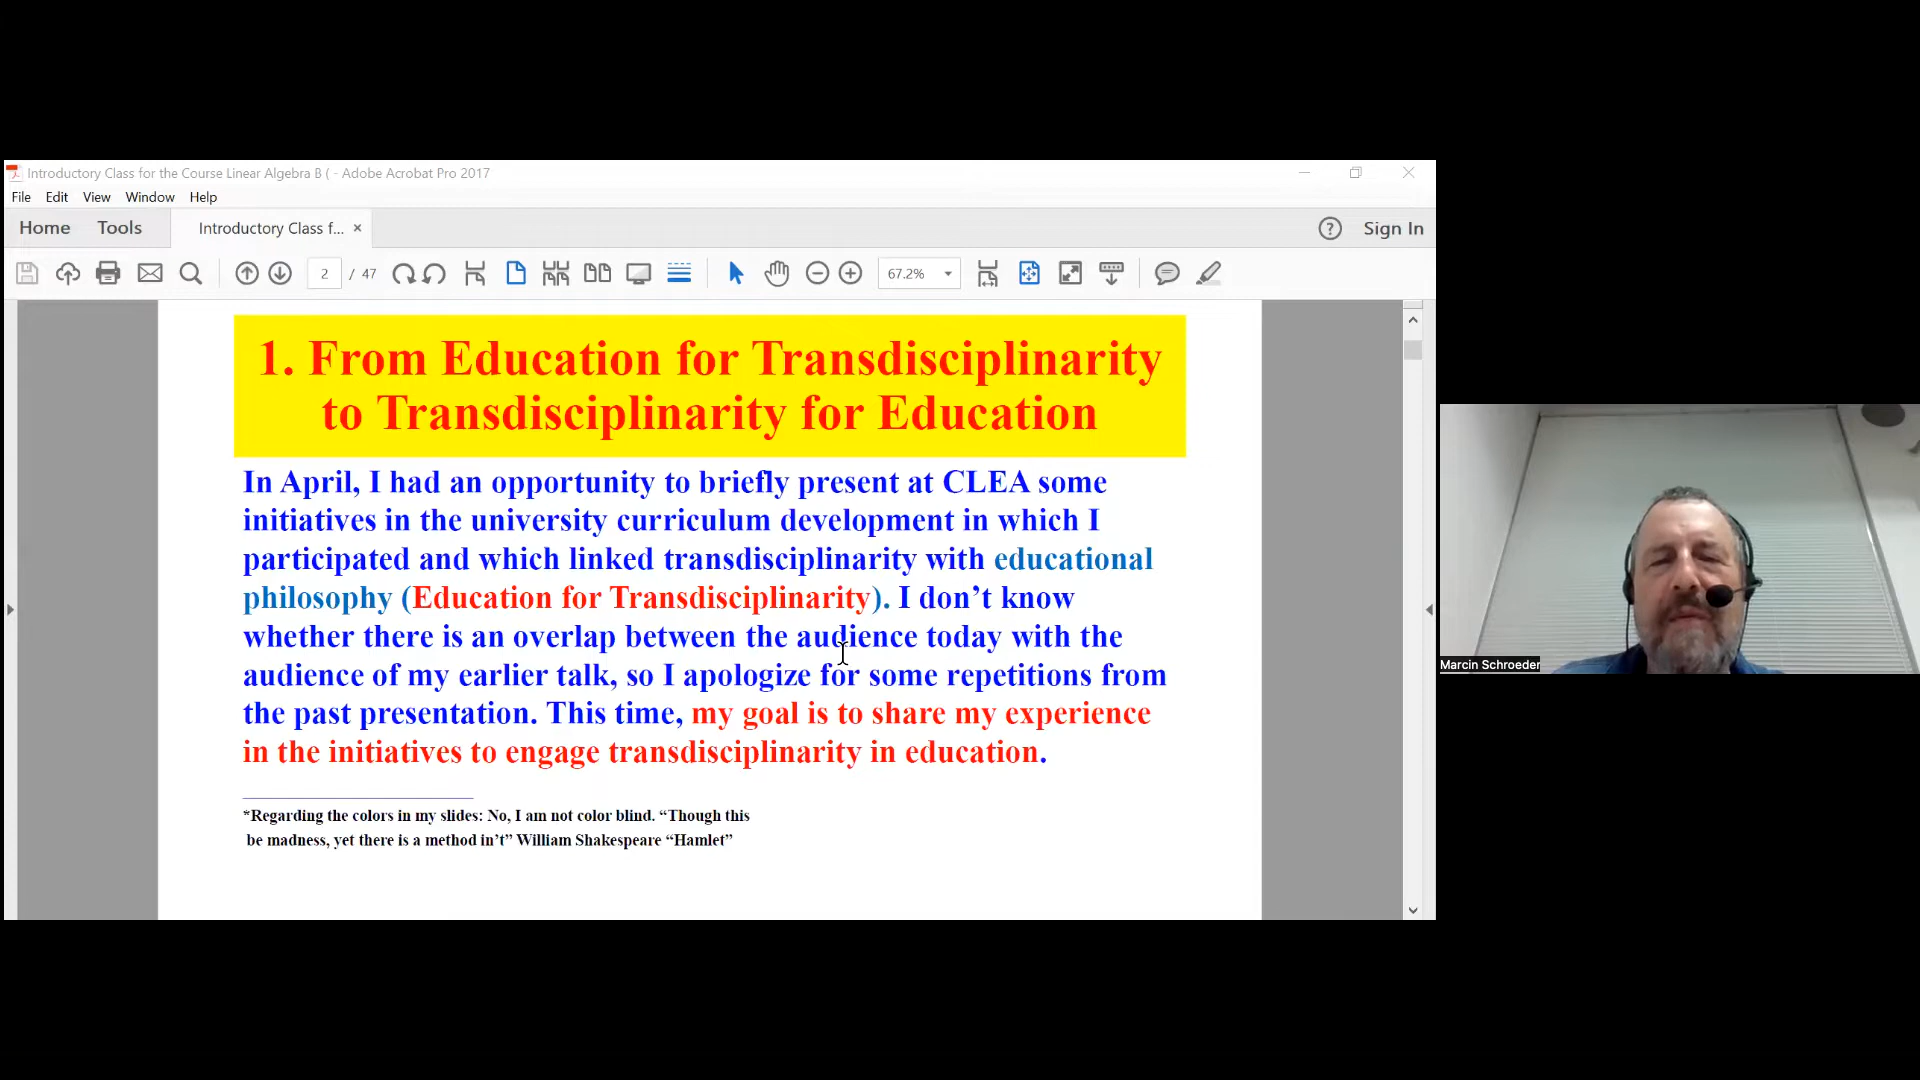 Introductory Class for the Course Linear Algebra B ( - Adobe Acrobat Pro 2017
File Edit View Window Help
Home Tools Introductory Class f... × Sign In
2 / 47 67.2%
1. From Education for Transdisciplinarity
to Transdisciplinarity for Education
In April, I had an opportunity to briefly present at CLEA some
initiatives in the university curriculum development in which I
participated and which linked transdisciplinarity with educational
philosophy (Education for Transdisciplinarity). I don’t know
whether there is an overlap between the audience today with the
audience of my earlier talk, so I apologize for some repetitions from
the past presentation. This time, my goal is to share my experience
in the initiatives to engage transdisciplinarity in education.
*Regarding the colors in my slides: No, I am not color blind. “Though this
be madness, yet there is a method in’t” William Shakespeare “Hamlet”
Marcin Schroeder